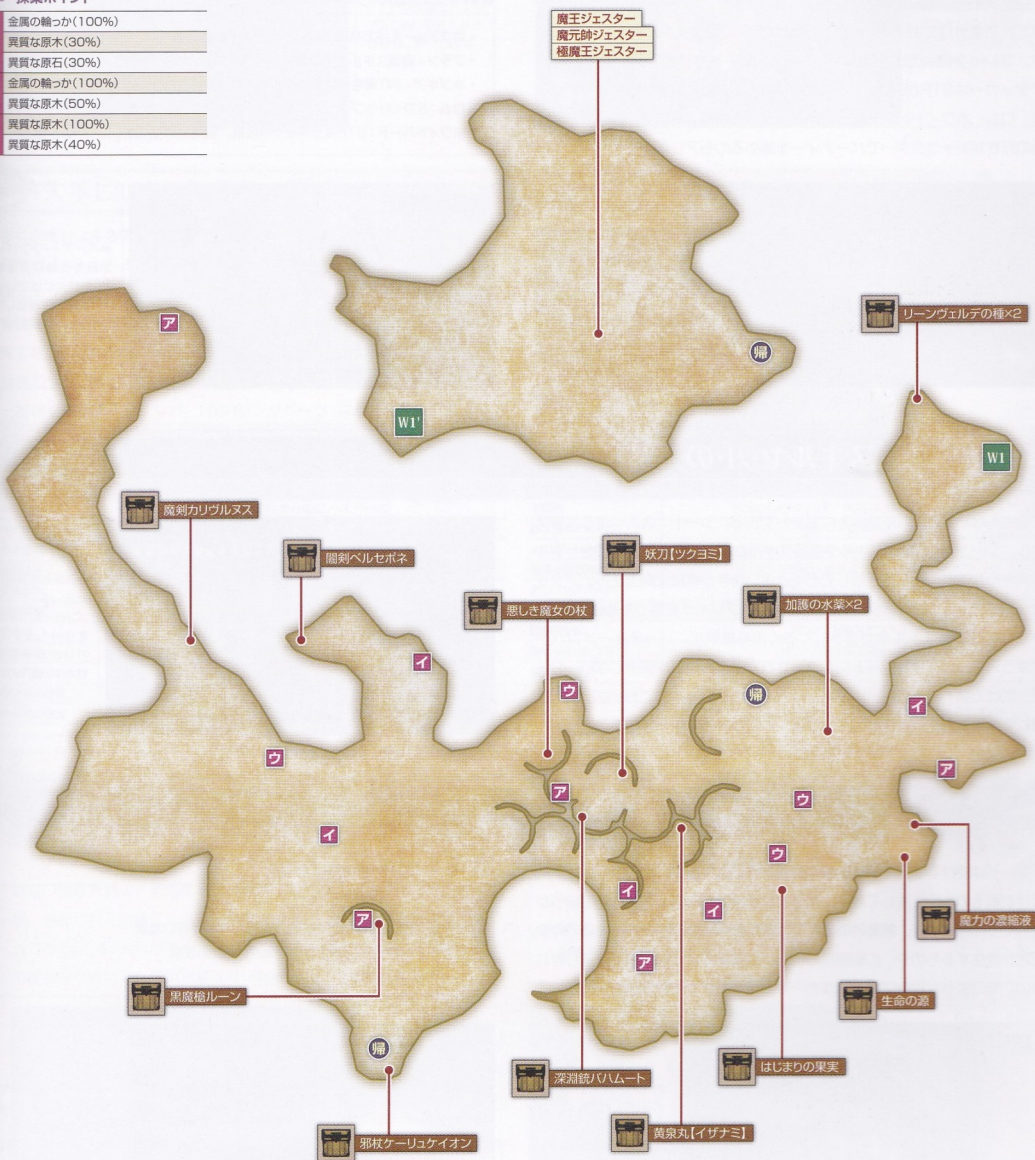 採集ポイント
金属の輪っか(100%)
異質な原木(30%)
異質な原石(30%)
金属の輪っか(100%)
異質な原木(50%)
異質な原木(100%)
異質な原木(40%)
魔王ジェスター
魔元帥ジェスター
極魔王ジェスター
ア
リーンヴェルデの種×2
帰
W1'
W1
魔剣カリヴルヌス
闇剣ペルセポネ
妖刀【ツクヨミ】
悪しき魔女の杖
加護の水薬×2
イ
ウ
帰
イ
ウ
ア
ア
ウ
イ
ウ
イ
イ
ア
魔力の濃縮液
ア
黒魔槍ルーン
生命の源
帰
深淵銃バハムート
はじまりの果実
邪杖ケーリュケイオン
黄泉丸【イザナミ】